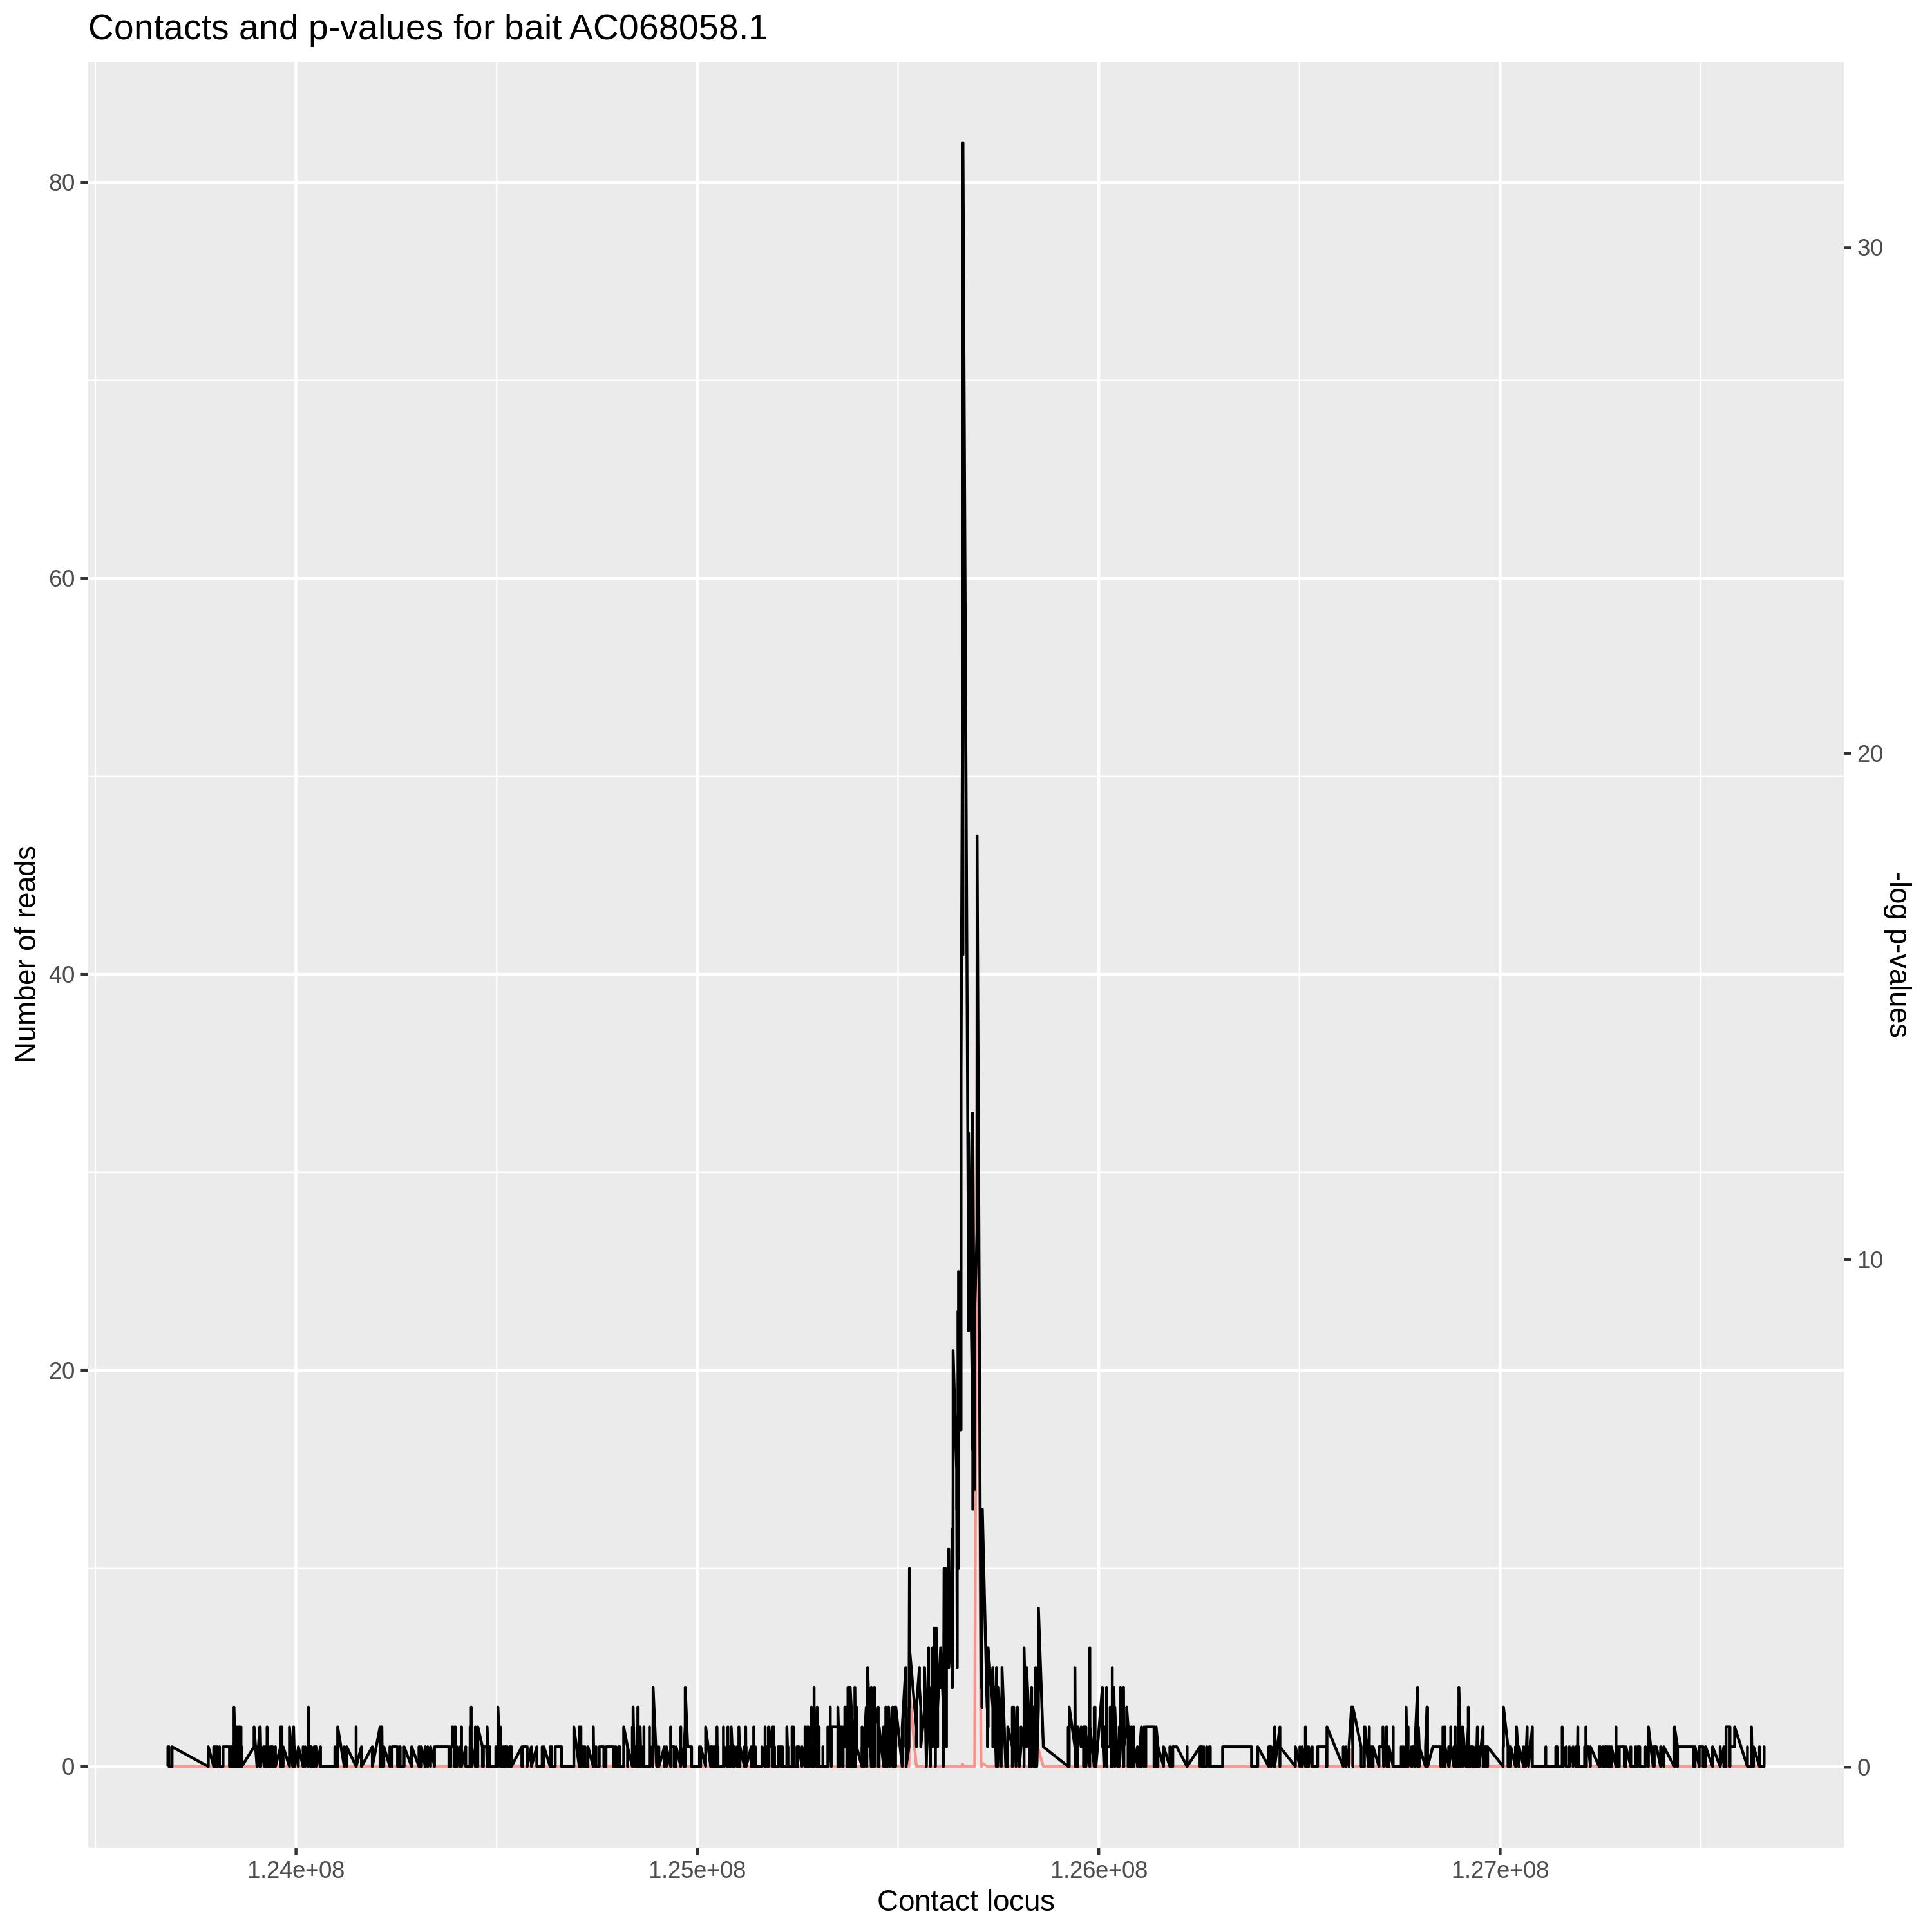 Contacts and p-values for bait AC068058.1
80
60
40
20
0
Number of reads
30
20
10
0
-log p-values
1.24e+08 1.25e+08 1.26e+08 1.27e+08
Contact locus